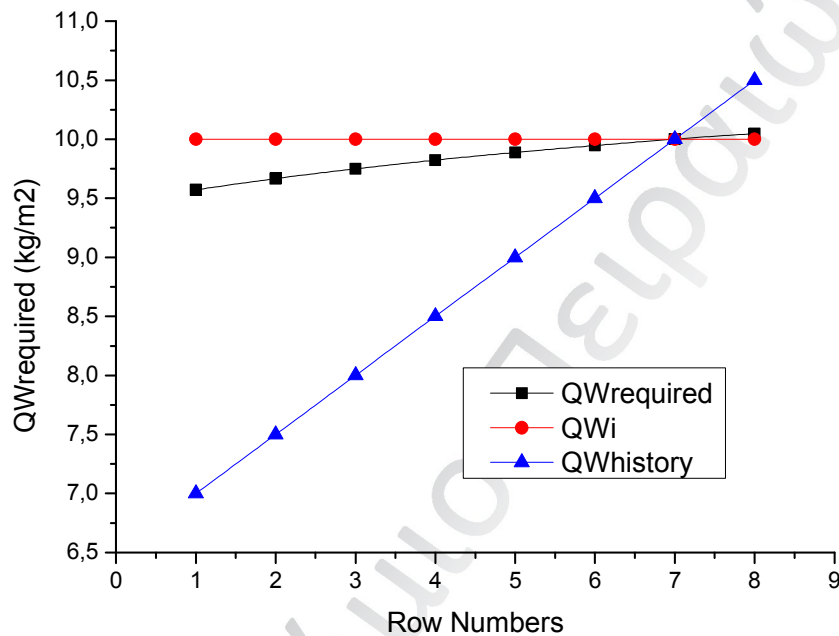 11,0
10,5
10,0
9,5
9,0
8,5
8,0
7,5
7,0
6,5
0 1 2 3 4 5 6 7 8 9
QWrequired (kg/m2)
Row Numbers
QWrequired
QWi
QWhistory